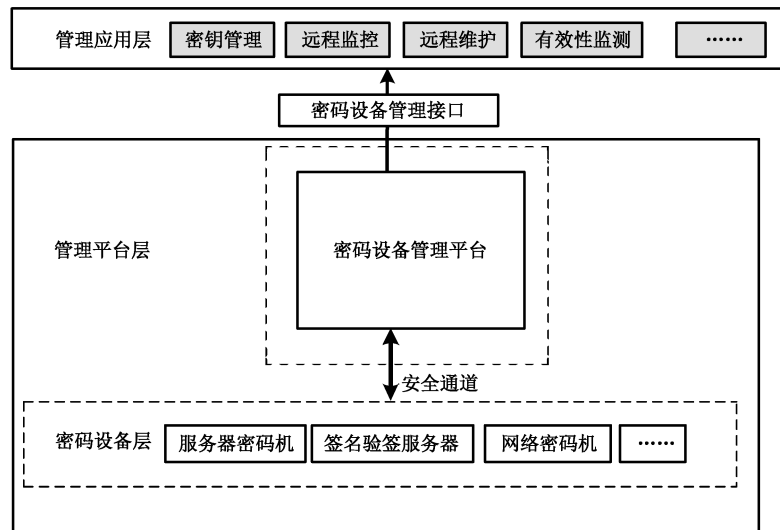 管理应用层 密钥管理 远程监控 远程维护 有效性监测 ……
密码设备管理接口
管理平台层 密码设备管理平台
安全通道
密码设备层 服务器密码机 签名验签服务器 网络密码机 ……